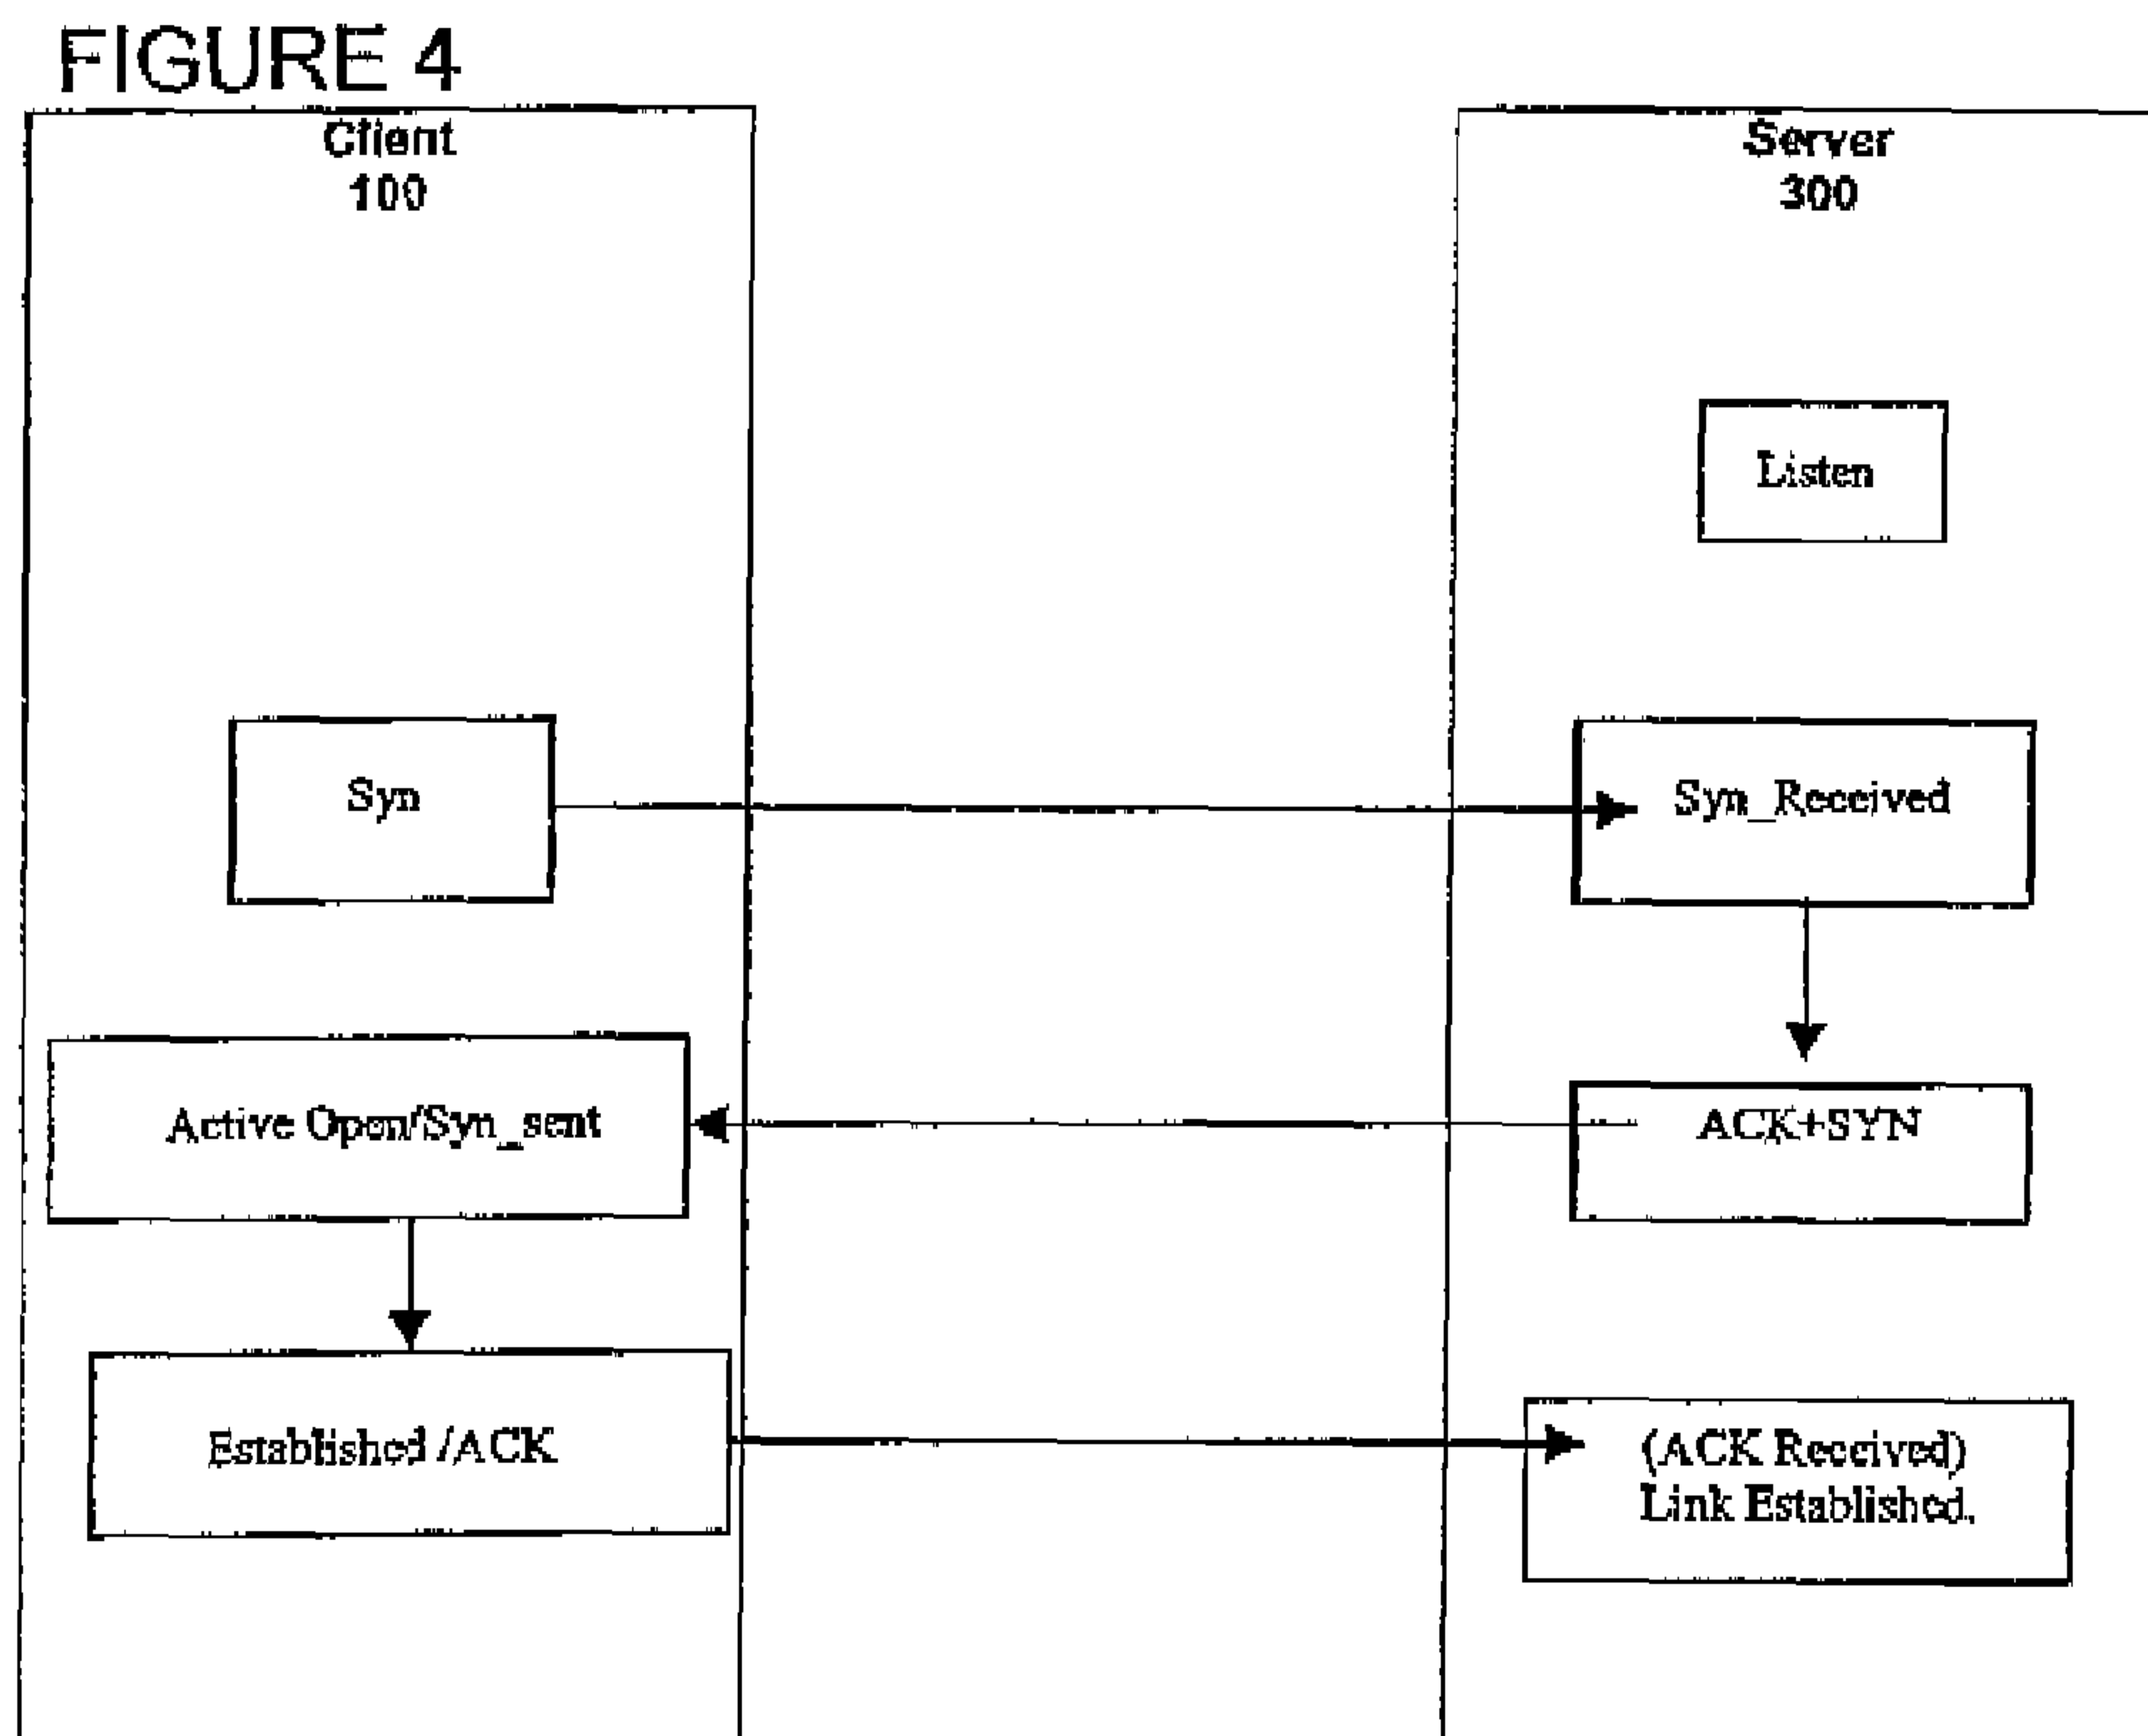 FIGURE 4
Client
100
Server
300
Listen
Syn
Syn_Received
Active Open/Syn_sent
ACK+SYN
Established /ACK
(ACK Received)
Link Established.